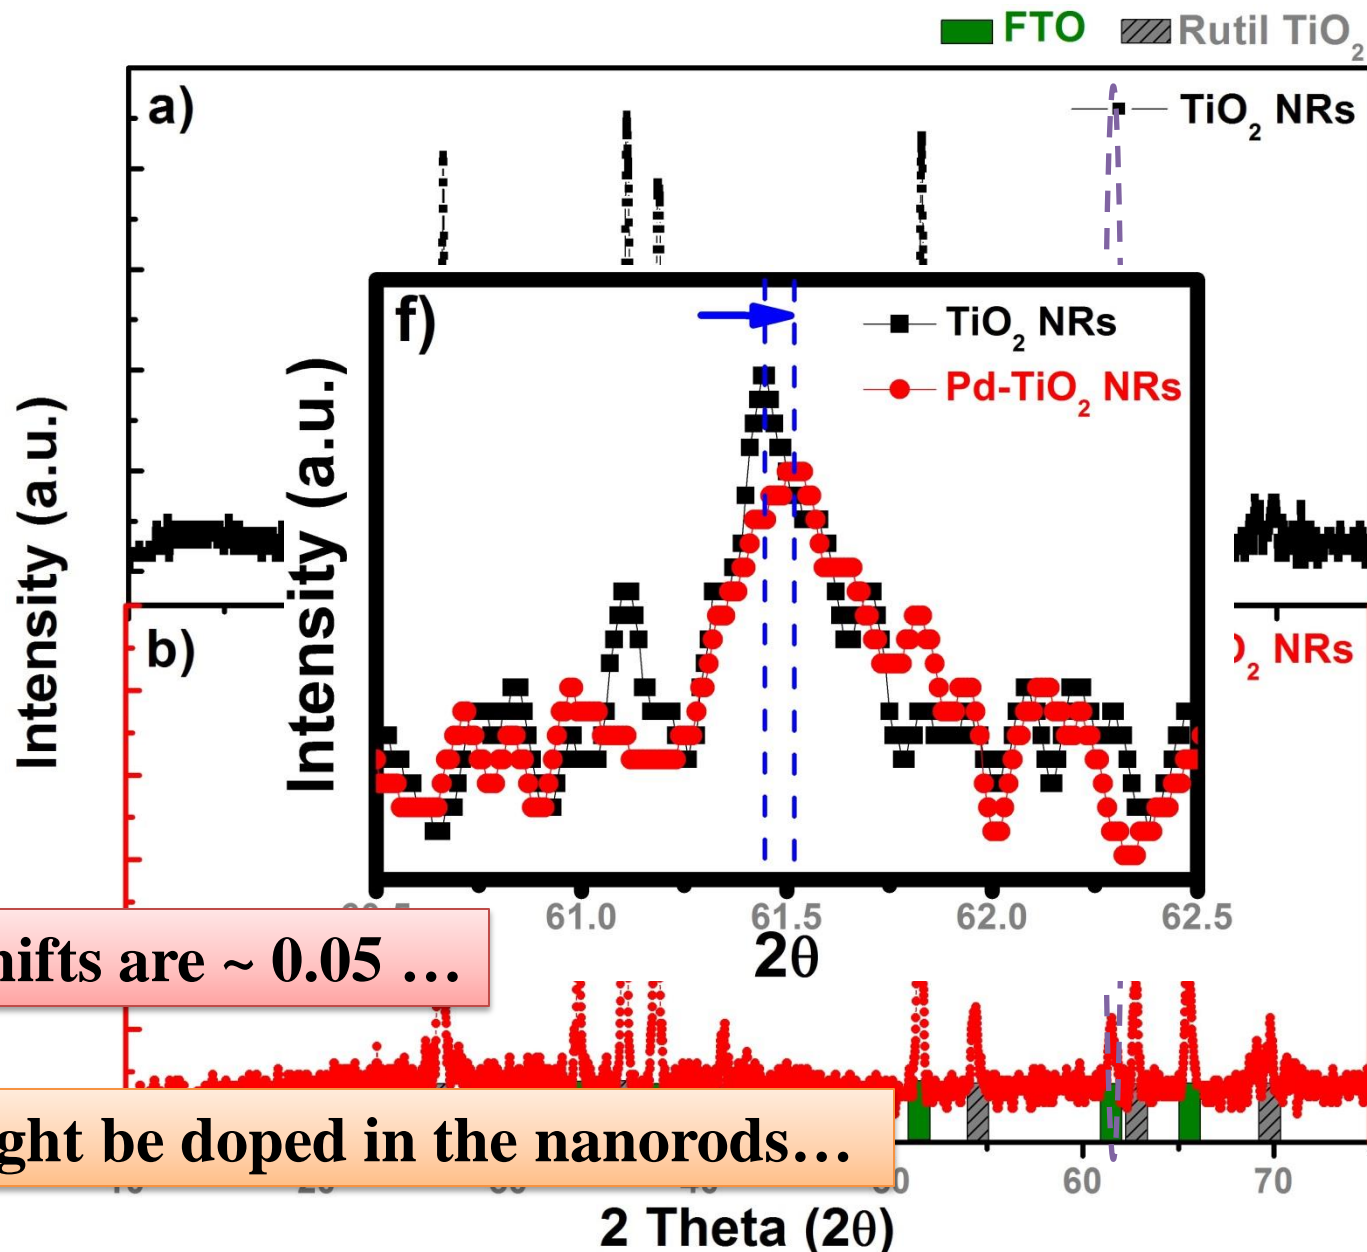 FTO Rutil TiO2
a)
TiO2 NRs
f)
TiO2 NRs
Pd-TiO2 NRs
Intensity (a.u.)
Intensity (a.u.)
b)
NRs
61.0 61.5 62.0 62.5
2θ
hifts are ~ 0.05 …
ght be doped in the nanorods…
60 70
2 Theta (2θ)